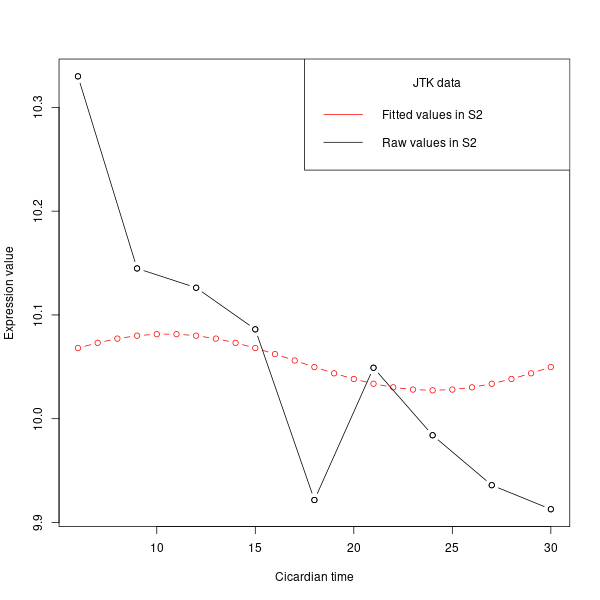 JTK data
Fitted values in S2
Raw values in S2
Expression value
10.3
10.2
10.1
10.0
9.9
10 15 20 25 30
Cicardian time